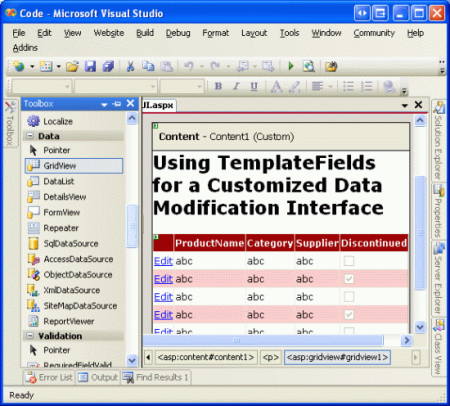 Code - Microsoft Visual Studio
File Edit View Website Build Debug Format Layout Tools Window Community Help
Addins
Toolbox
Toolbox
Localize
Data
Pointer
GridView
DataList
DetailsView
FormView
Repeater
SqlDataSource
AccessDataSource
ObjectDataSource
XmlDataSource
SiteMapDataSource
ReportViewer
Validation
Pointer
RequiredFieldValid...
UI.aspx
Content - Content1 (Custom)
Using TemplateFields
for a Customized Data
Modification Interface
ProductName Category Supplier Discontinued
Edit abc abc abc
Edit abc abc abc
Edit abc abc abc
Edit abc abc abc
Edit abc abc abc
<asp:content#content1> <p> <asp:gridview#gridview1>
Solution Explorer
Properties
Server Explorer
Class View
Error List Output Find Results 1
Ready